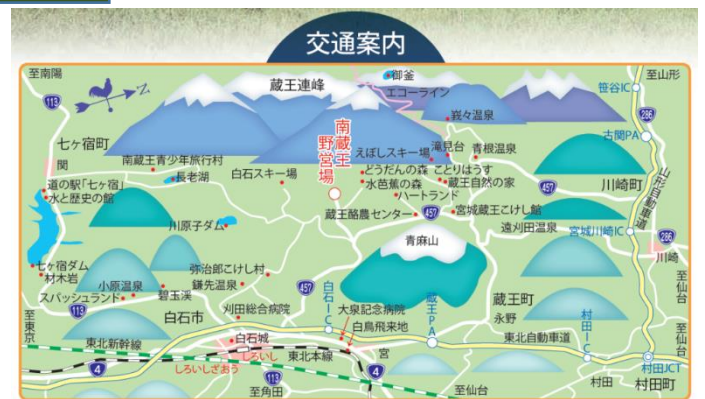 交通案内
至南陽
113
N
蔵王連峰
御釜
エコーライン
笹谷IC
至山形
286
古関PA
峩々温泉
七ヶ宿町
関
南蔵王
野営場
えぼしスキー場
滝見台
青根温泉
南蔵王青少年旅行村
長老湖
白石スキー場
どうだんの森
ことりはうす
水芭蕉の森
蔵王自然の家
ハートランド
457
川崎町
山形自動車道
道の駅「七ヶ宿」
水と歴史の館
川原子ダム
蔵王酪農センター
457
宮城蔵王こけし館
遠刈田温泉
宮城川崎IC
286
川崎
青麻山
七ヶ宿ダム
材木岩
小原温泉
スパッシュランド
碧玉渓
弥治郎こけし村
鎌先温泉
457
刈田総合病院
白石IC
大泉記念病院
白鳥飛来地
蔵王PA
蔵王町
永野
村田IC
至仙台
至東京
113
白石市
東北新幹線
白石城
しろいし
しろいしざおう
東北本線
宮
東北自動車道
村田JCT
至仙台
4
113
至角田
4
至仙台
村田
村田町